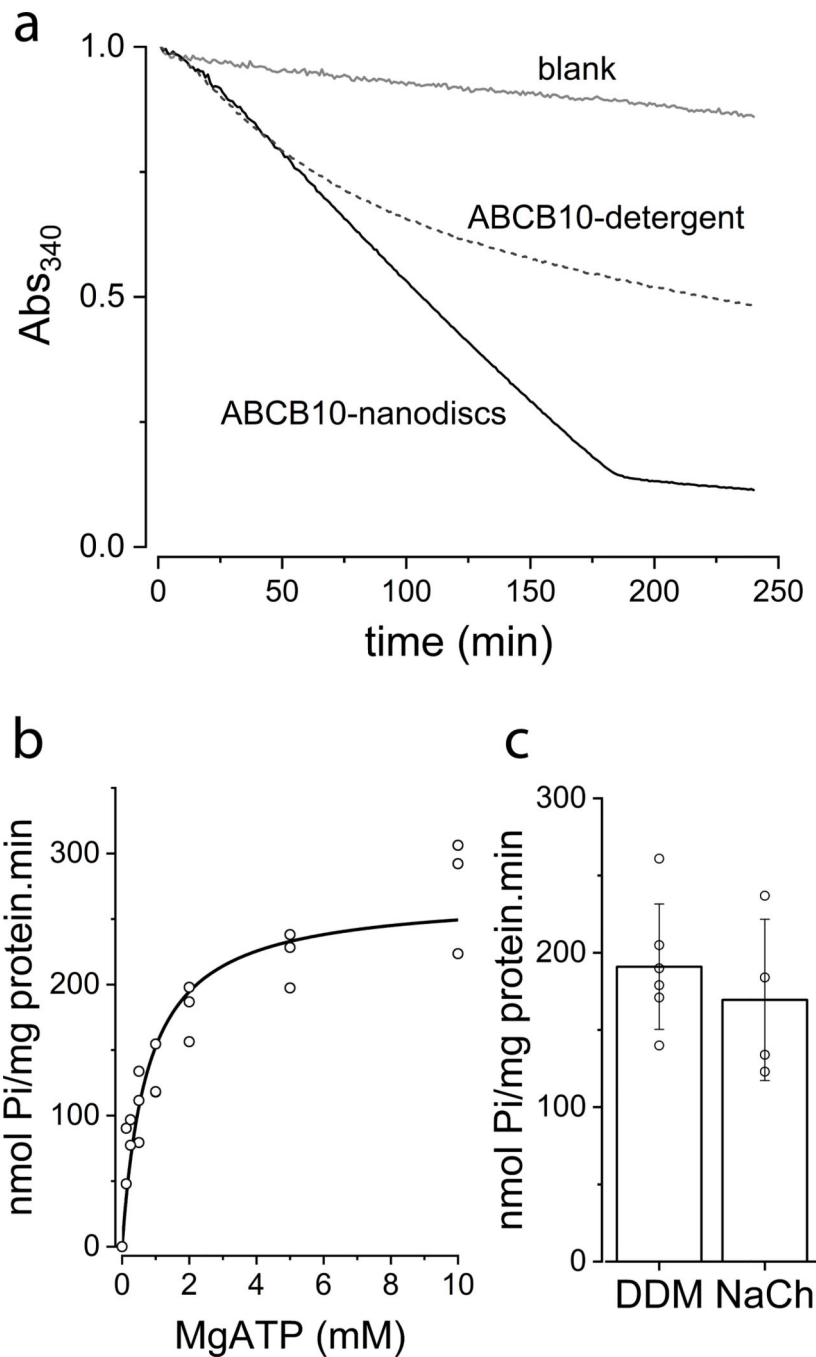 a
1.0
blank
ABCB10-detergent
0.5
Abs340
ABCB10-nanodiscs
0.0
0 50 100 150 200 250
time (min)
b
c
300
200
100
0
nmol Pi/mg protein.min
0 2 4 6 8 10
MgATP (mM)
300
200
100
0
nmol Pi/mg protein.min
DDM NaCh